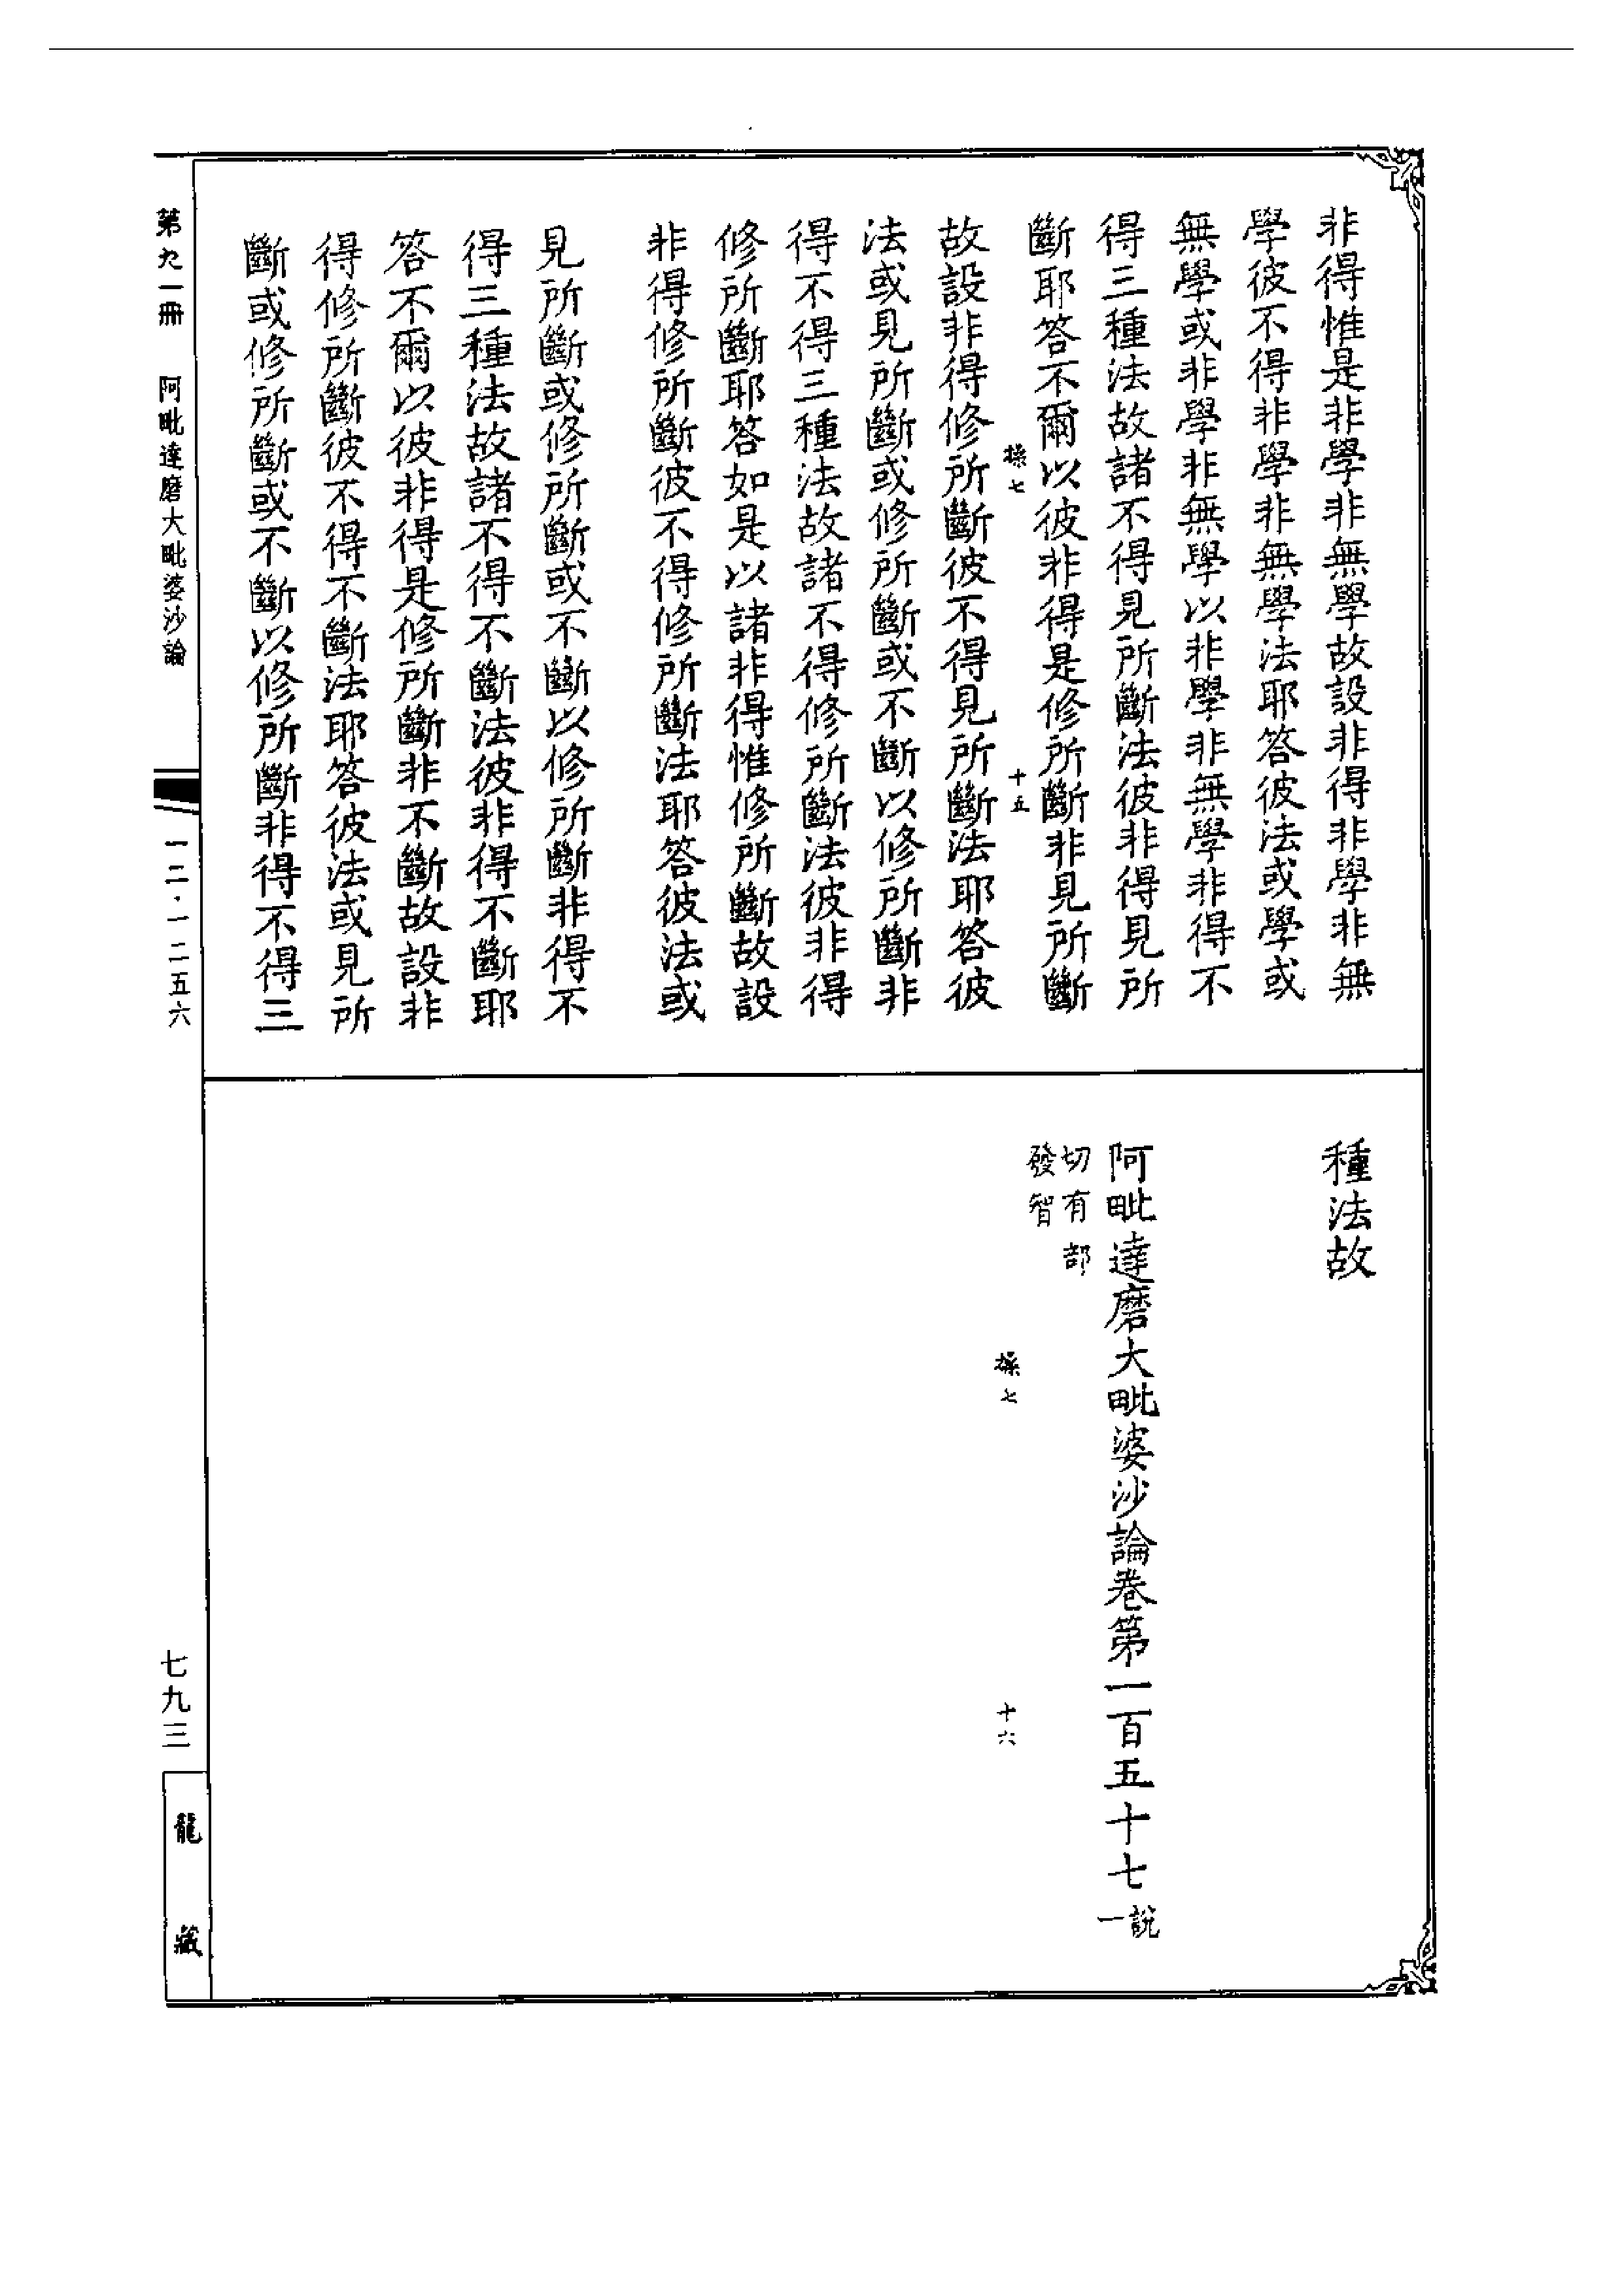 非得惟是非學非無學故設非得非學非無
學彼不得非學非無學法耶答彼法或學或
無學或非學非無學以非學非無學非得不
得三種法故諸不得見所斷法彼非得見所
斷耶答不爾以彼非得是修所斷非見所斷
操七 十五
故設非得修所斷彼不得見所斷法耶答彼
法或見所斷或修所斷或不斷以修所斷非
得不得三種法故諸不得修所斷法彼非得
修所斷耶答如是以諸非得惟修所斷故設
非得修所斷彼不得修所斷法耶答彼法或
見所斷或修所斷或不斷以修所斷非得不
得三種法故諸不得不斷法彼非得不斷耶
答不爾以彼非得是修所斷非不斷故設非
得修所斷彼不得不斷法耶答彼法或見所
斷或修所斷或不斷以修所斷非得不得三
種法故
阿毗達磨大毗婆沙論卷第一百五十七 說一
切有部
發智
操七 十六
第九一冊 阿毗達磨大毗婆沙論 一二·一二五六
七九三
龍藏